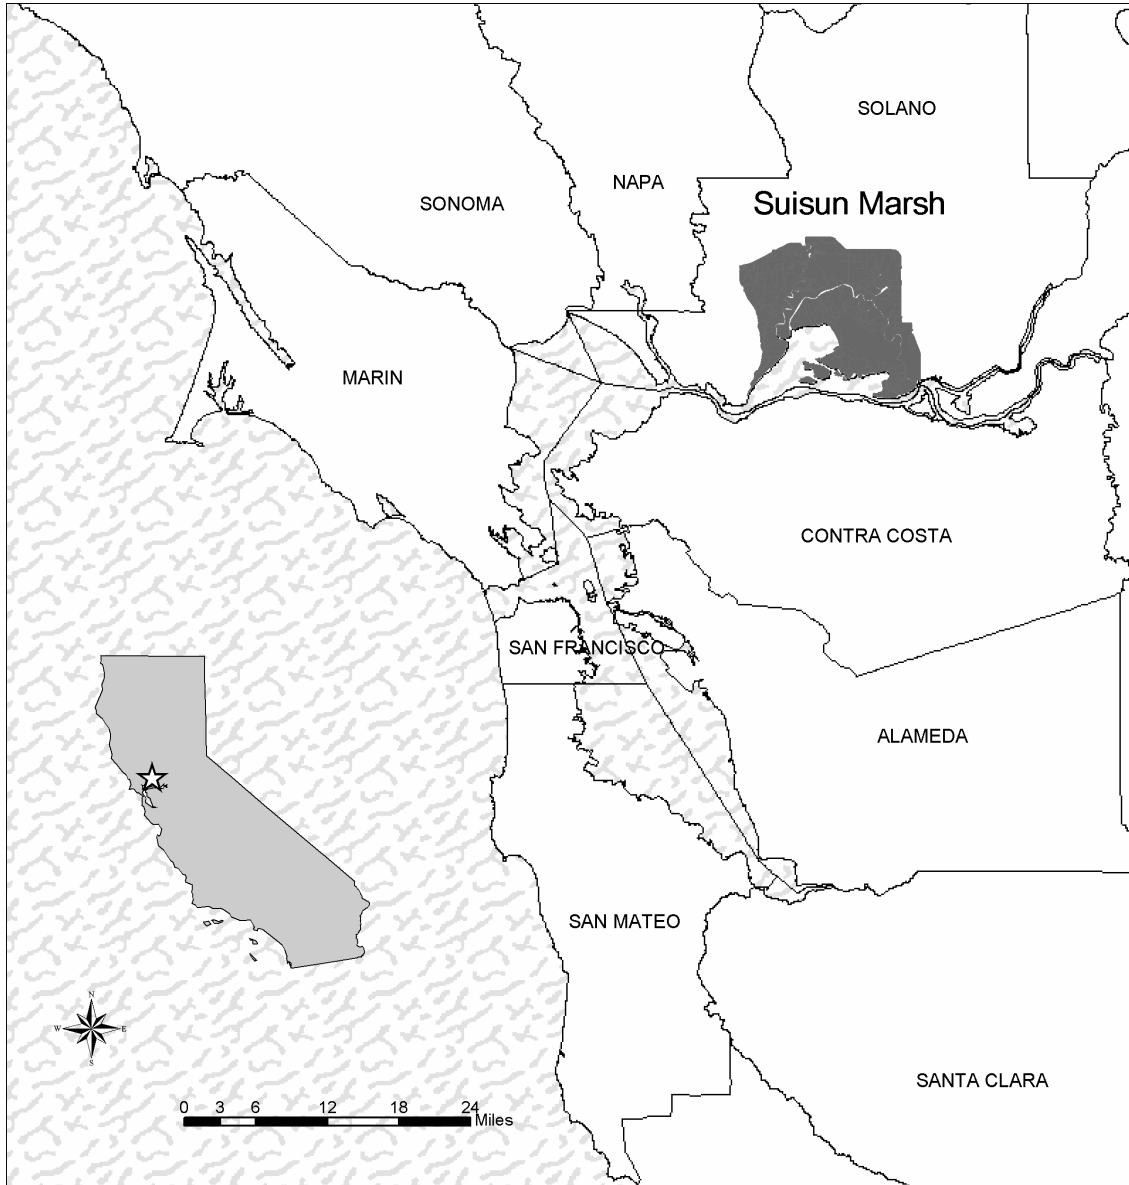 SOLANO
NAPA
Suisun Marsh
SONOMA
MARIN
CONTRA COSTA
SAN FRANCISCO
ALAMEDA
SAN MATEO
N
W E
S
SANTA CLARA
0 3 6 12 18 24
Miles